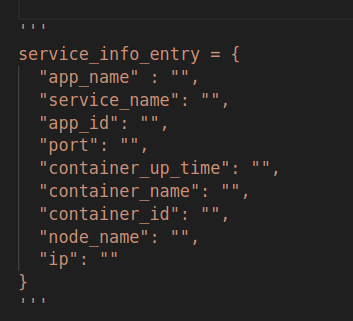 '''
service_info_entry = {
"app_name" : "",
"service_name": "",
"app_id": "",
"port": "",
"container_up_time": "",
"container_name": "",
"container_id": "",
"node_name": "",
"ip": ""
}
'''